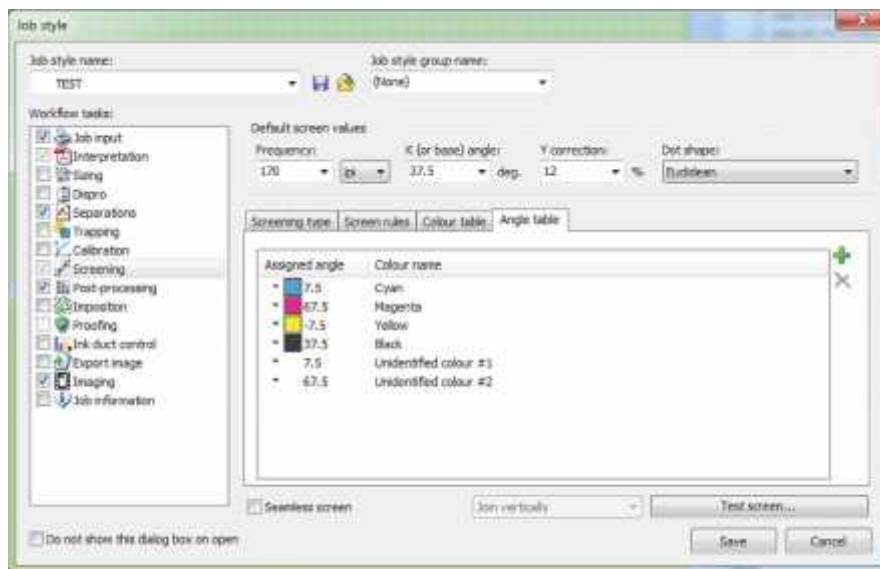 Job style
Job style name:
Job style group name:
TEST
(None)
Workflow tasks:
Job input
Interpretation
Sizing
Dispro
Separations
Trapping
Calibration
Screening
Post-processing
Imposition
Proofing
Ink duct control
Export image
Imaging
Job information
Default screen values
Frequency:
K (or base) angle:
Y correction:
Dot shape:
170
lpi
37.5
deg.
12
%
Euclidean
Screening type
Screen rules
Colour table
Angle table
Assigned angle
Colour name
7.5 Cyan
67.5 Magenta
-7.5 Yellow
37.5 Black
7.5 Unidentified colour #1
67.5 Unidentified colour #2
Seamless screen
Join vertically
Test screen...
Do not show this dialog box on open
Save
Cancel